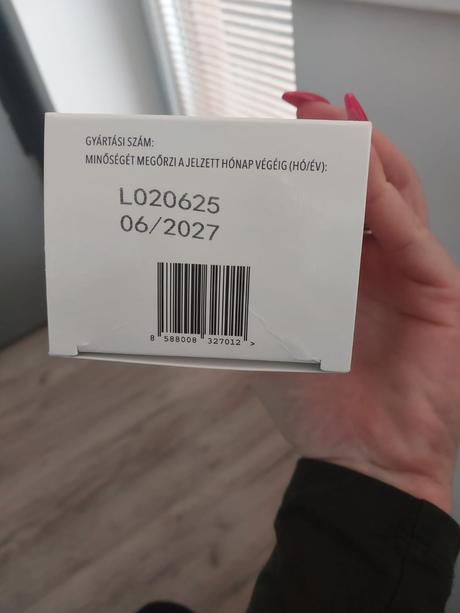 GYÁRTÁSI SZÁM:
MINŐSÉGÉT MEGŐRZI A JELZETT HÓNAP VÉGÉIG (HÓ/ÉV):
L020625
06/2027
8 588008 327012 >